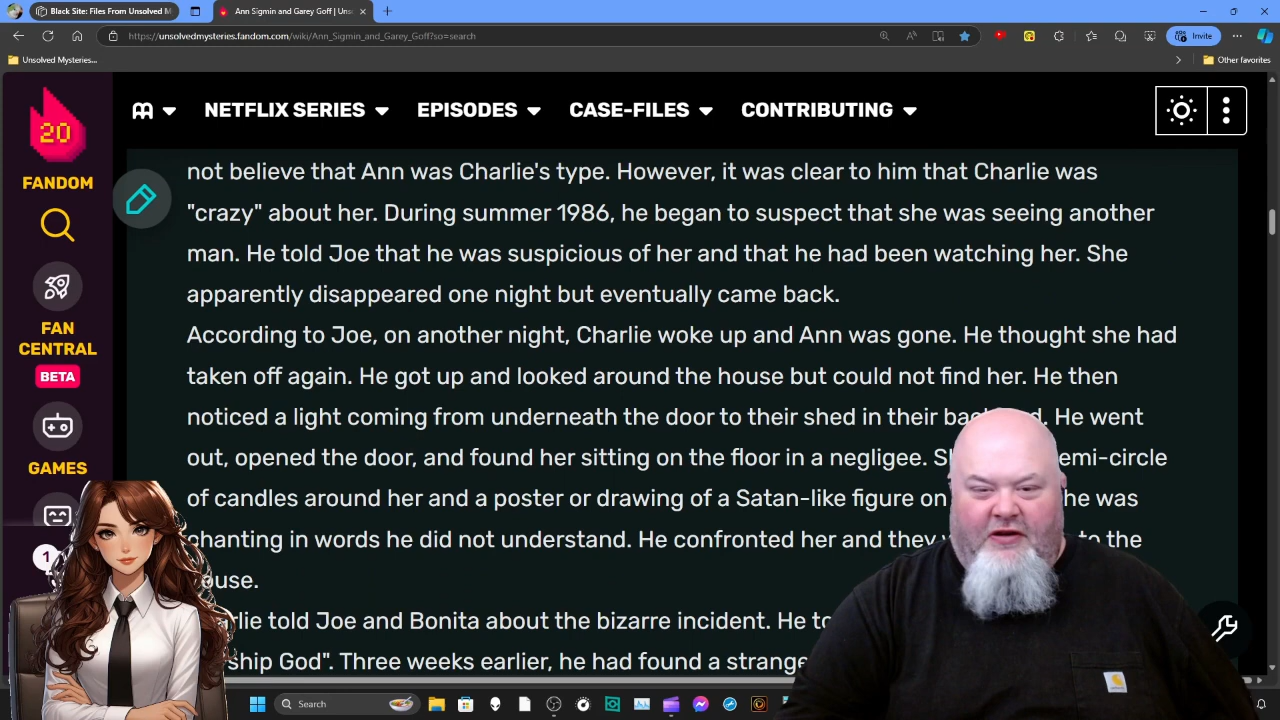 Black Site: Files From Unsolved M
Ann Sigmin and Garey Goff | Uns
https://unsolvedmysteries.fandom.com/wiki/Ann_Sigmin_and_Garey_Goff?so=search
Invite
Unsolved Mysteries...
Other favorites
20
FANDOM
NETFLIX SERIES
EPISODES
CASE-FILES
CONTRIBUTING
FAN
CENTRAL
BETA
GAMES
1
not believe that Ann was Charlie's type. However, it was clear to him that Charlie was
"crazy" about her. During summer 1986, he began to suspect that she was seeing another
man. He told Joe that he was suspicious of her and that he had been watching her. She
apparently disappeared one night but eventually came back.
According to Joe, on another night, Charlie woke up and Ann was gone. He thought she had
taken off again. He got up and looked around the house but could not find her. He then
noticed a light coming from underneath the door to their shed in their He went
out, opened the door, and found her sitting on the floor in a negligee. emi-circle
of candles around her and a poster or drawing of a Satan-like figure on he was
chanting in words he did not understand. He confronted her and they to the
ouse.
rlie told Joe and Bonita about the bizarre incident. He
ship God". Three weeks earlier, he had found a strange
Search